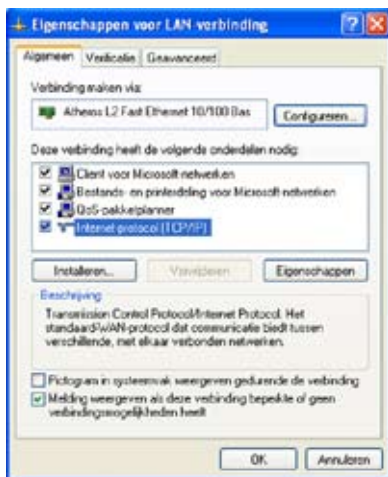 Eigenschappen voor LAN-verbinding
Algemeen Verificatie Geavanceerd
Verbinding maken via:
Atheros L2 Fast Ethernet 10/100 Bas
Configureren...
Deze verbinding heeft de volgende onderdelen nodig:
Client voor Microsoft-netwerken
Bestands- en printerdeling voor Microsoft-netwerken
QoS-pakketplanner
Internet-protocol (TCP/IP)
Installeren... Verwijderen Eigenschappen
Beschrijving
Transmission Control Protocol/Internet Protocol. Het
standaard-WAN-protocol dat communicatie biedt tussen
verschillende, met elkaar verbonden netwerken.
Pictogram in systeemvak weergeven gedurende de verbinding
Melding weergeven als deze verbinding beperkte of geen
verbindingsmogelijkheden heeft
OK Annuleren